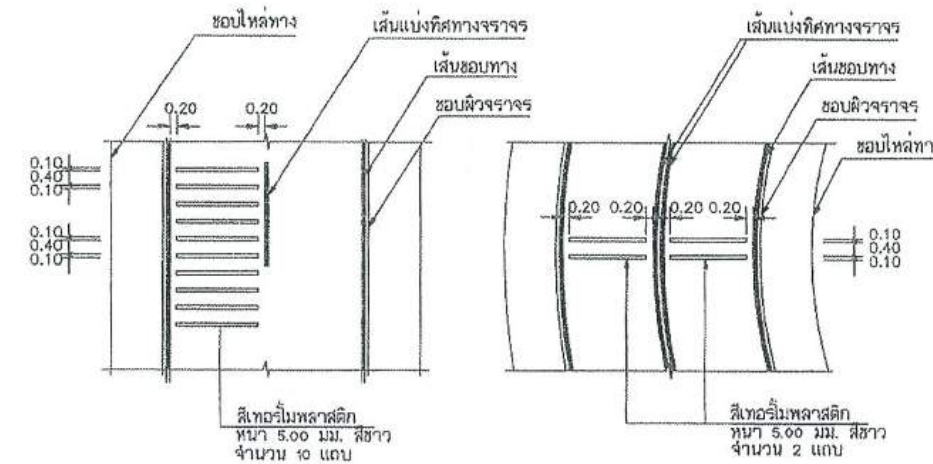 ขอบไหล่ทาง
เส้นแบ่งทิศทางจราจร
เส้นขอบทาง
ขอบผิวจราจร
0.20
0.20
0.10
0.40
0.10
0.10
0.40
0.10
สีเทอร์โมพลาสติก
หนา 5.00 มม. สีขาว
จำนวน 10 แถบ
เส้นแบ่งทิศทางจราจร
เส้นขอบทาง
ขอบผิวจราจร
ขอบไหล่ทา
0.20 0.20 0.20 0.20
0.10
0.40
0.10
สีเทอร์โมพลาสติก
หนา 5.00 มม. สีขาว
จำนวน 2 แถบ